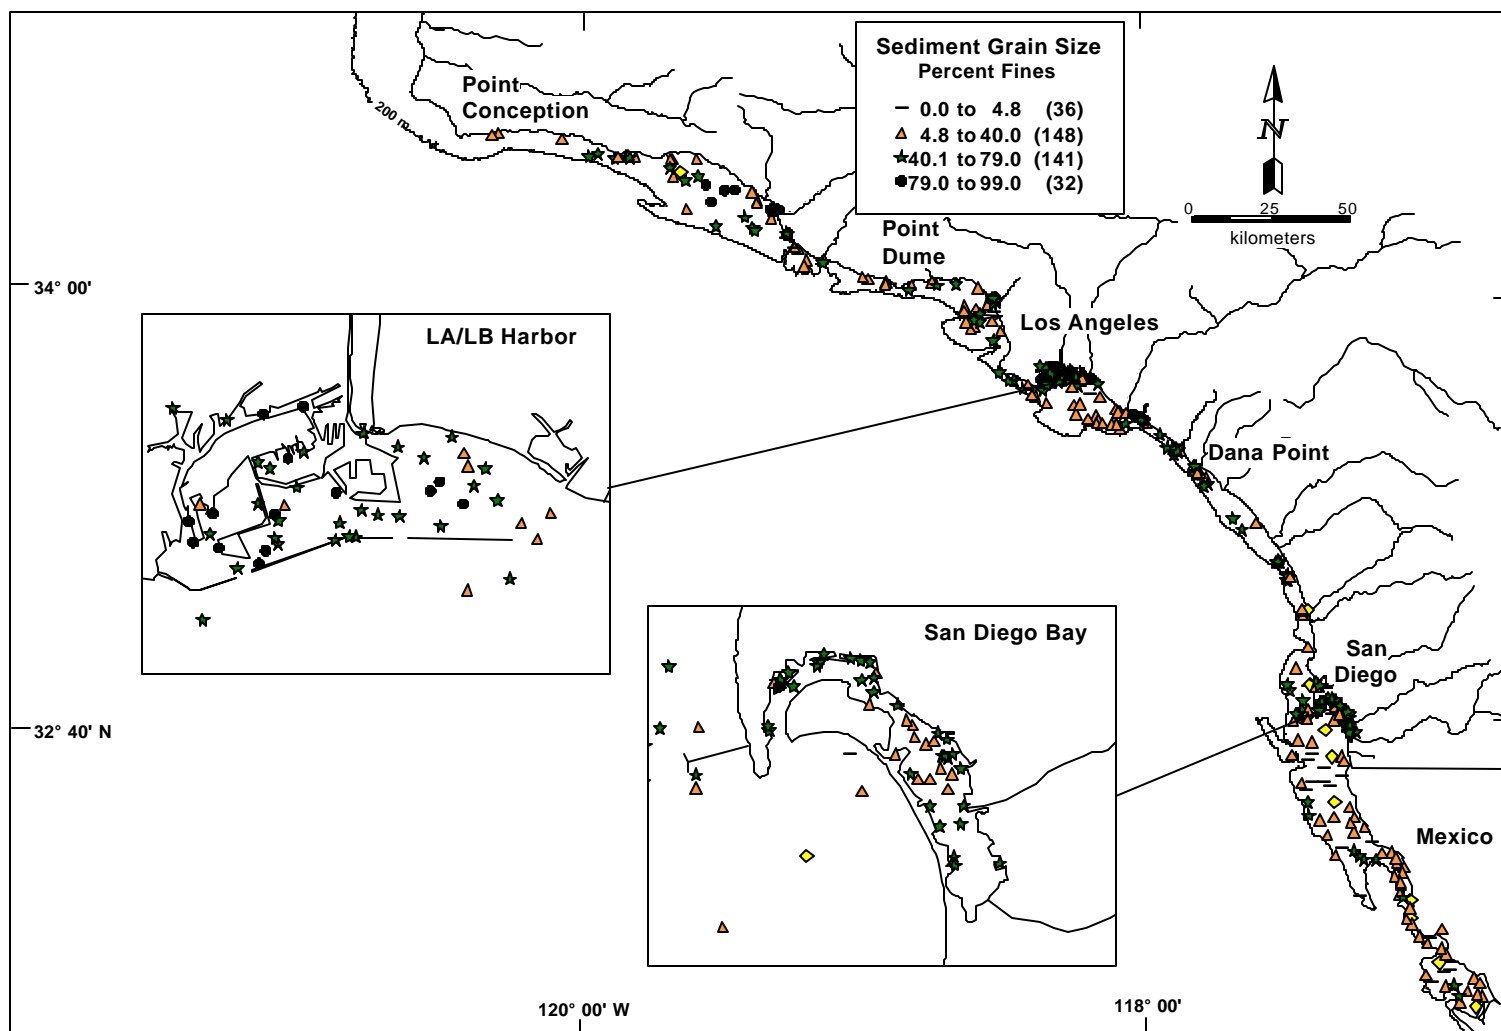 Sediment Grain Size
Percent Fines
0.0 to 4.8 (36)
4.8 to 40.0 (148)
40.1 to 79.0 (141)
79.0 to 99.0 (32)
N
0 25 50
kilometers
Point
Conception
200 m
Point
Dume
34° 00'
Los Angeles
LA/LB Harbor
Dana Point
San Diego Bay
San
Diego
32° 40' N
Mexico
120° 00' W
118° 00'